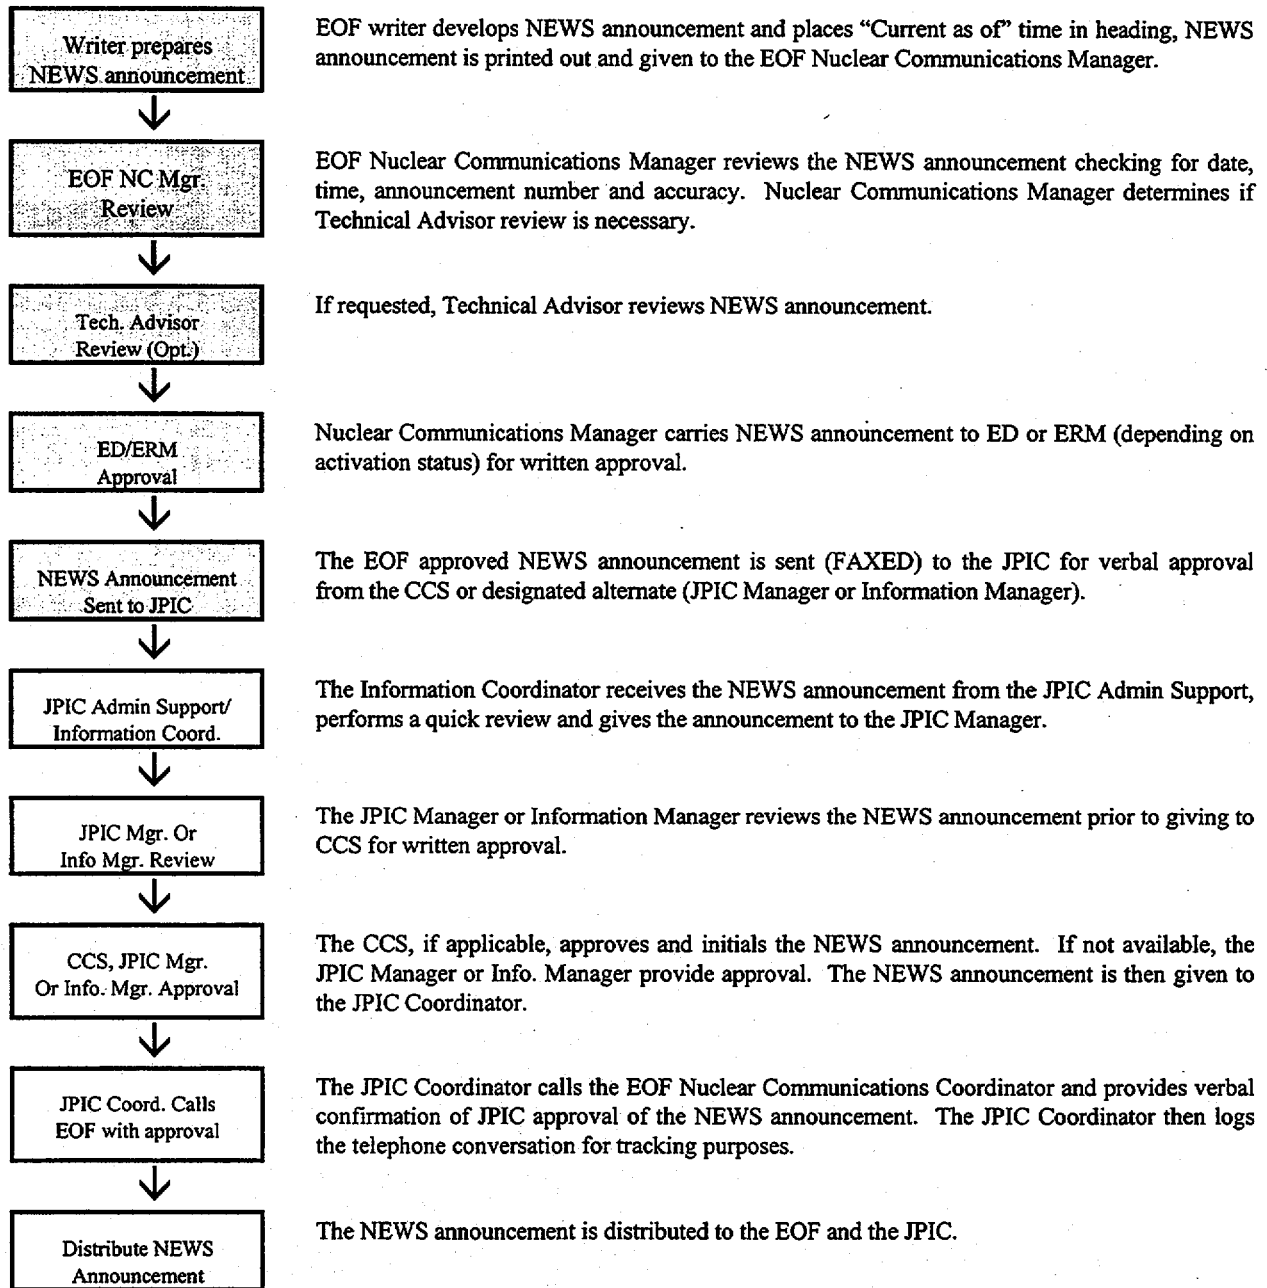 Writer prepares
NEWS announcement
EOF writer develops NEWS announcement and places “Current as of” time in heading, NEWS
announcement is printed out and given to the EOF Nuclear Communications Manager.
EOF NC Mgr.
Review
EOF Nuclear Communications Manager reviews the NEWS announcement checking for date,
time, announcement number and accuracy. Nuclear Communications Manager determines if
Technical Advisor review is necessary.
Tech. Advisor
Review (Opt.)
If requested, Technical Advisor reviews NEWS announcement.
ED/ERM
Approval
Nuclear Communications Manager carries NEWS announcement to ED or ERM (depending on
activation status) for written approval.
NEWS Announcement
Sent to JPIC
The EOF approved NEWS announcement is sent (FAXED) to the JPIC for verbal approval
from the CCS or designated alternate (JPIC Manager or Information Manager).
JPIC Admin Support/
Information Coord.
The Information Coordinator receives the NEWS announcement from the JPIC Admin Support,
performs a quick review and gives the announcement to the JPIC Manager.
JPIC Mgr. Or
Info Mgr. Review
The JPIC Manager or Information Manager reviews the NEWS announcement prior to giving to
CCS for written approval.
CCS, JPIC Mgr.
Or Info. Mgr. Approval
The CCS, if applicable, approves and initials the NEWS announcement. If not available, the
JPIC Manager or Info. Manager provide approval. The NEWS announcement is then given to
the JPIC Coordinator.
JPIC Coord. Calls
EOF with approval
The JPIC Coordinator calls the EOF Nuclear Communications Coordinator and provides verbal
confirmation of JPIC approval of the NEWS announcement. The JPIC Coordinator then logs
the telephone conversation for tracking purposes.
Distribute NEWS
Announcement
The NEWS announcement is distributed to the EOF and the JPIC.